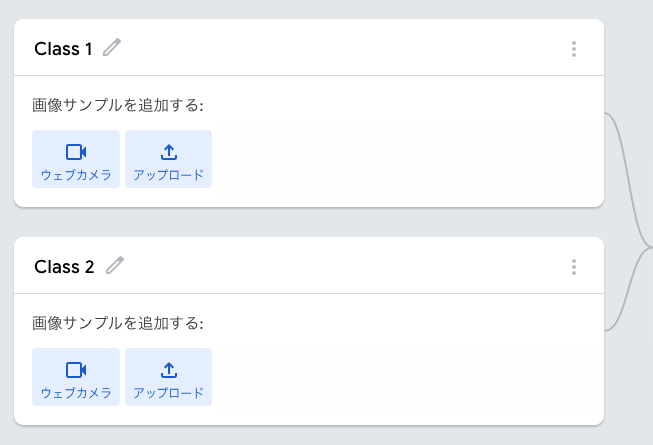 Class 1
画像サンプルを追加する:
ウェブカメラ
アップロード
Class 2
画像サンプルを追加する:
ウェブカメラ
アップロード